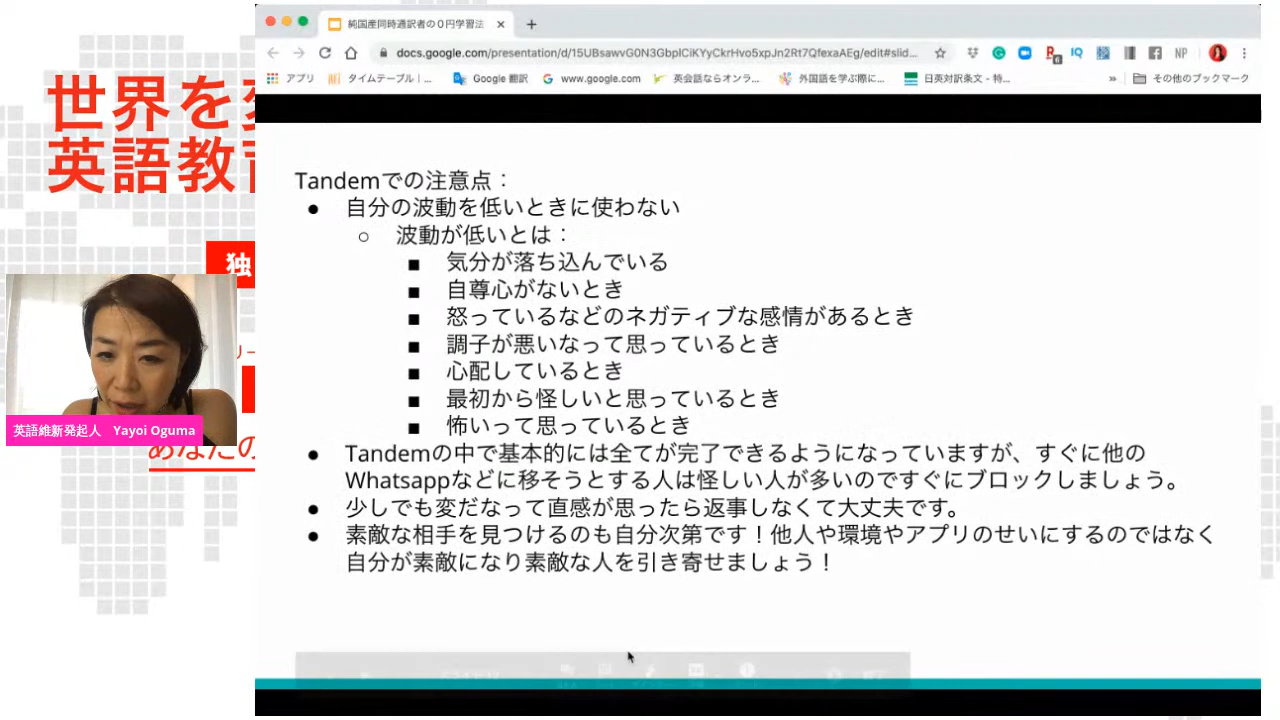 純国産同時通訳者の０円学習法
docs.google.com/presentation/d/15UBsawvG0N3GbpICiKYyCkrHvo5xpJn2Rt7QfexaAEg/edit#slid...
アプリ
タイムテーブル｜...
Google 翻訳
www.google.com
英会話ならオンラ...
外国語を学ぶ際に...
日英対訳条文 - 特...
»
その他のブックマーク
世界を
英語教
独
Tandemでの注意点：
● 自分の波動を低いときに使わない
○ 波動が低いとは：
■ 気分が落ち込んでいる
■ 自尊心がないとき
■ 怒っているなどのネガティブな感情があるとき
■ 調子が悪いなって思っているとき
■ 心配しているとき
■ 最初から怪しいと思っているとき
■ 怖いって思っているとき
● Tandemの中で基本的には全てが完了できるようになっていますが、すぐに他の
Whatsappなどに移そうとする人は怪しい人が多いのですぐにブロックしましょう。
● 少しでも変だなって直感が思ったら返事しなくて大丈夫です。
● 素敵な相手を見つけるのも自分次第です！他人や環境やアプリのせいにするのではなく
自分が素敵になり素敵な人を引き寄せましょう！
英語維新発起人　Yayoi Oguma
あなたの